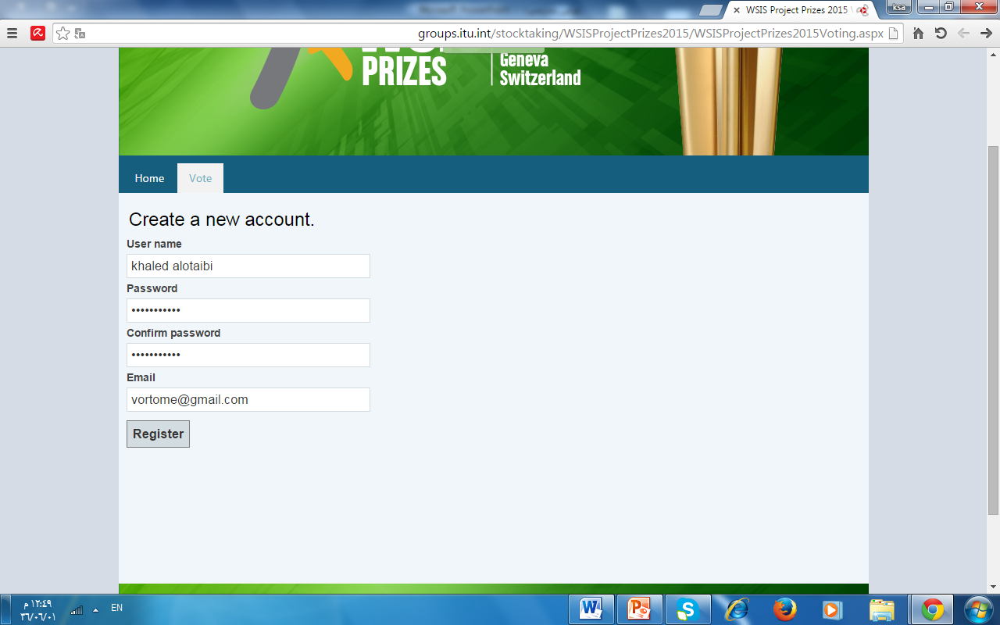 WSIS Project Prizes 2015 V
ksa
groups.itu.int/stocktaking/WSISProjectPrizes2015/WSISProjectPrizes2015Voting.aspx
PRIZES
Geneva
Switzerland
Home
Vote
Create a new account.
User name
khaled alotaibi
Password
•••••••••••
Confirm password
•••••••••••
Email
vortome@gmail.com
Register
١٢:٤٩ م
٣٦/٠٦/٠١
EN